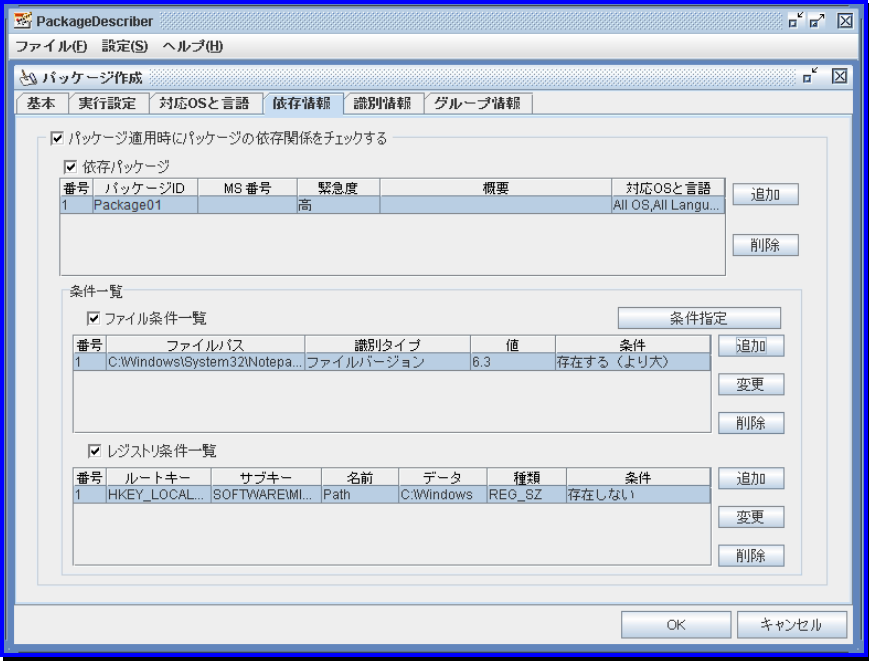 PackageDescriber
ファイル(F) 設定(S) ヘルプ(H)
パッケージ作成
基本 実行設定 対応OSと言語 依存情報 識別情報 グループ情報
パッケージ適用時にパッケージの依存関係をチェックする
依存パッケージ
番号 パッケージID MS番号 緊急度 概要 対応OSと言語 追加
1 Package01 高 All OS,All Langu...
削除
条件一覧
ファイル条件一覧 条件指定
番号 ファイルパス 識別タイプ 値 条件 追加
1 C:\Windows\System32\Notepa... ファイルバージョン 6.3 存在する（より大）
変更
削除
レジストリ条件一覧
番号 ルートキー サブキー 名前 データ 種類 条件 追加
1 HKEY_LOCAL... SOFTWARE\MI... Path C:\Windows REG_SZ 存在しない
変更
削除
OK キャンセル